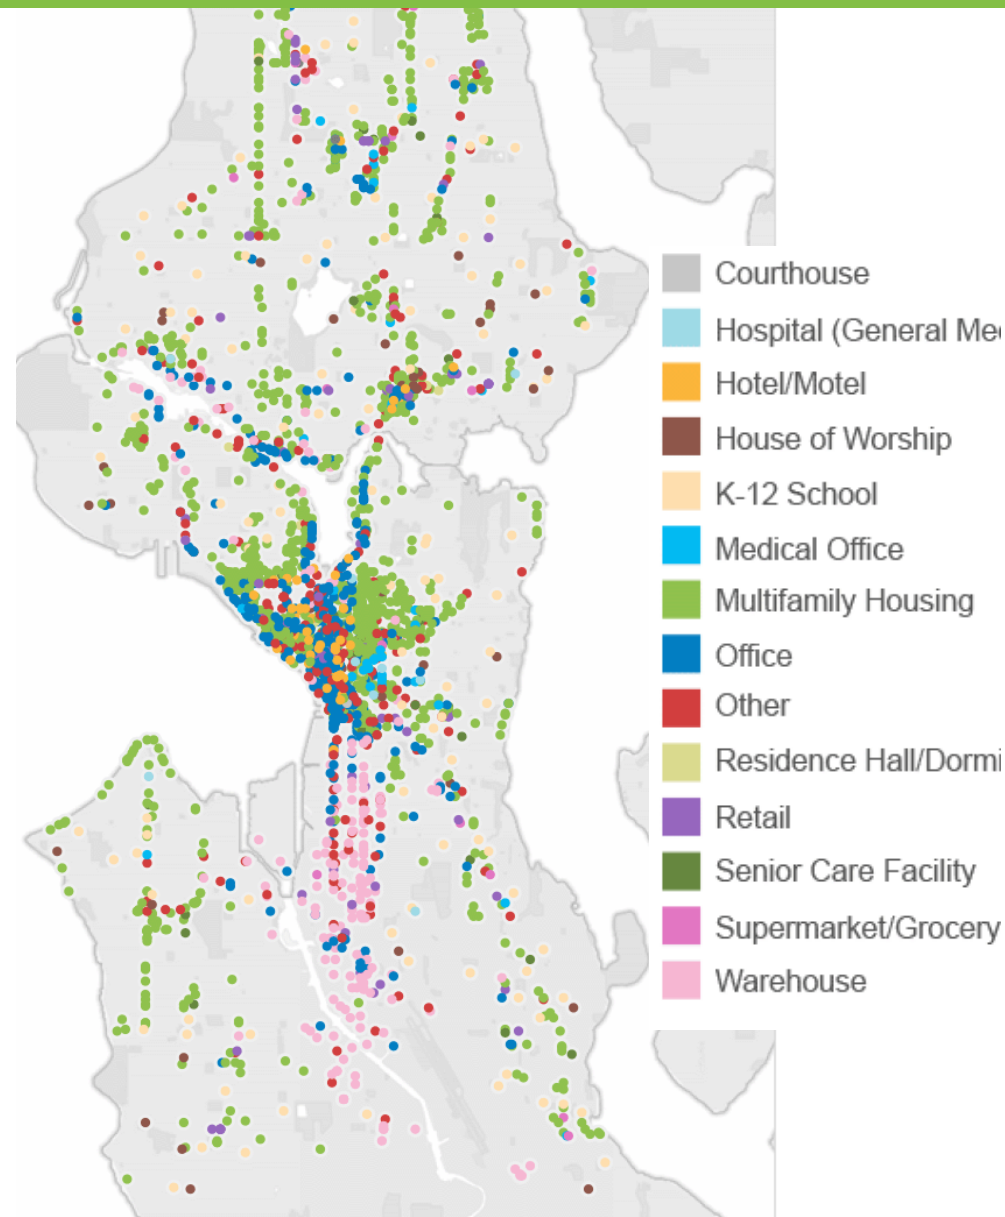 Courthouse
Hospital (General Med
Hotel/Motel
House of Worship
K-12 School
Medical Office
Multifamily Housing
Office
Other
Residence Hall/Dormi
Retail
Senior Care Facility
Supermarket/Grocery
Warehouse